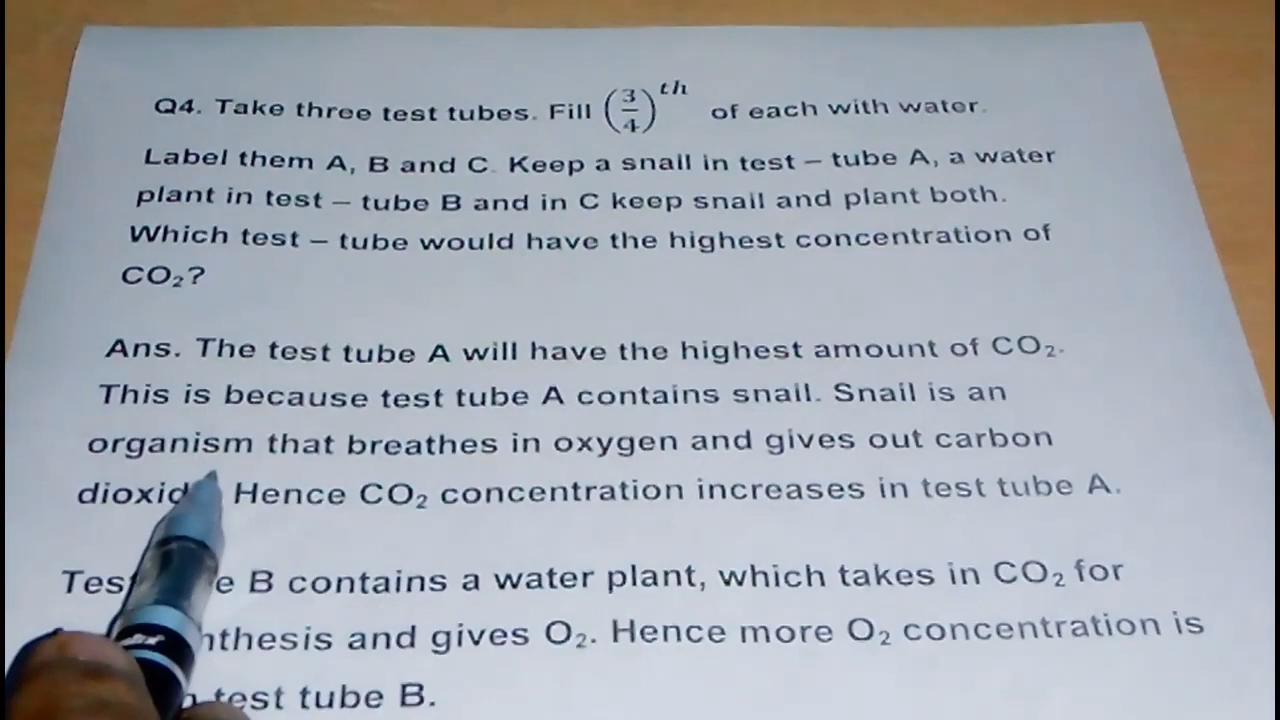 Q4. Take three test tubes. Fill (3/4)th of each with water.
Label them A, B and C. Keep a snail in test – tube A, a water
plant in test – tube B and in C keep snail and plant both.
Which test – tube would have the highest concentration of
CO₂?
Ans. The test tube A will have the highest amount of CO₂.
This is because test tube A contains snail. Snail is an
organism that breathes in oxygen and gives out carbon
dioxid Hence CO₂ concentration increases in test tube A.
Tes e B contains a water plant, which takes in CO₂ for
nthesis and gives O₂. Hence more O₂ concentration is
test tube B.